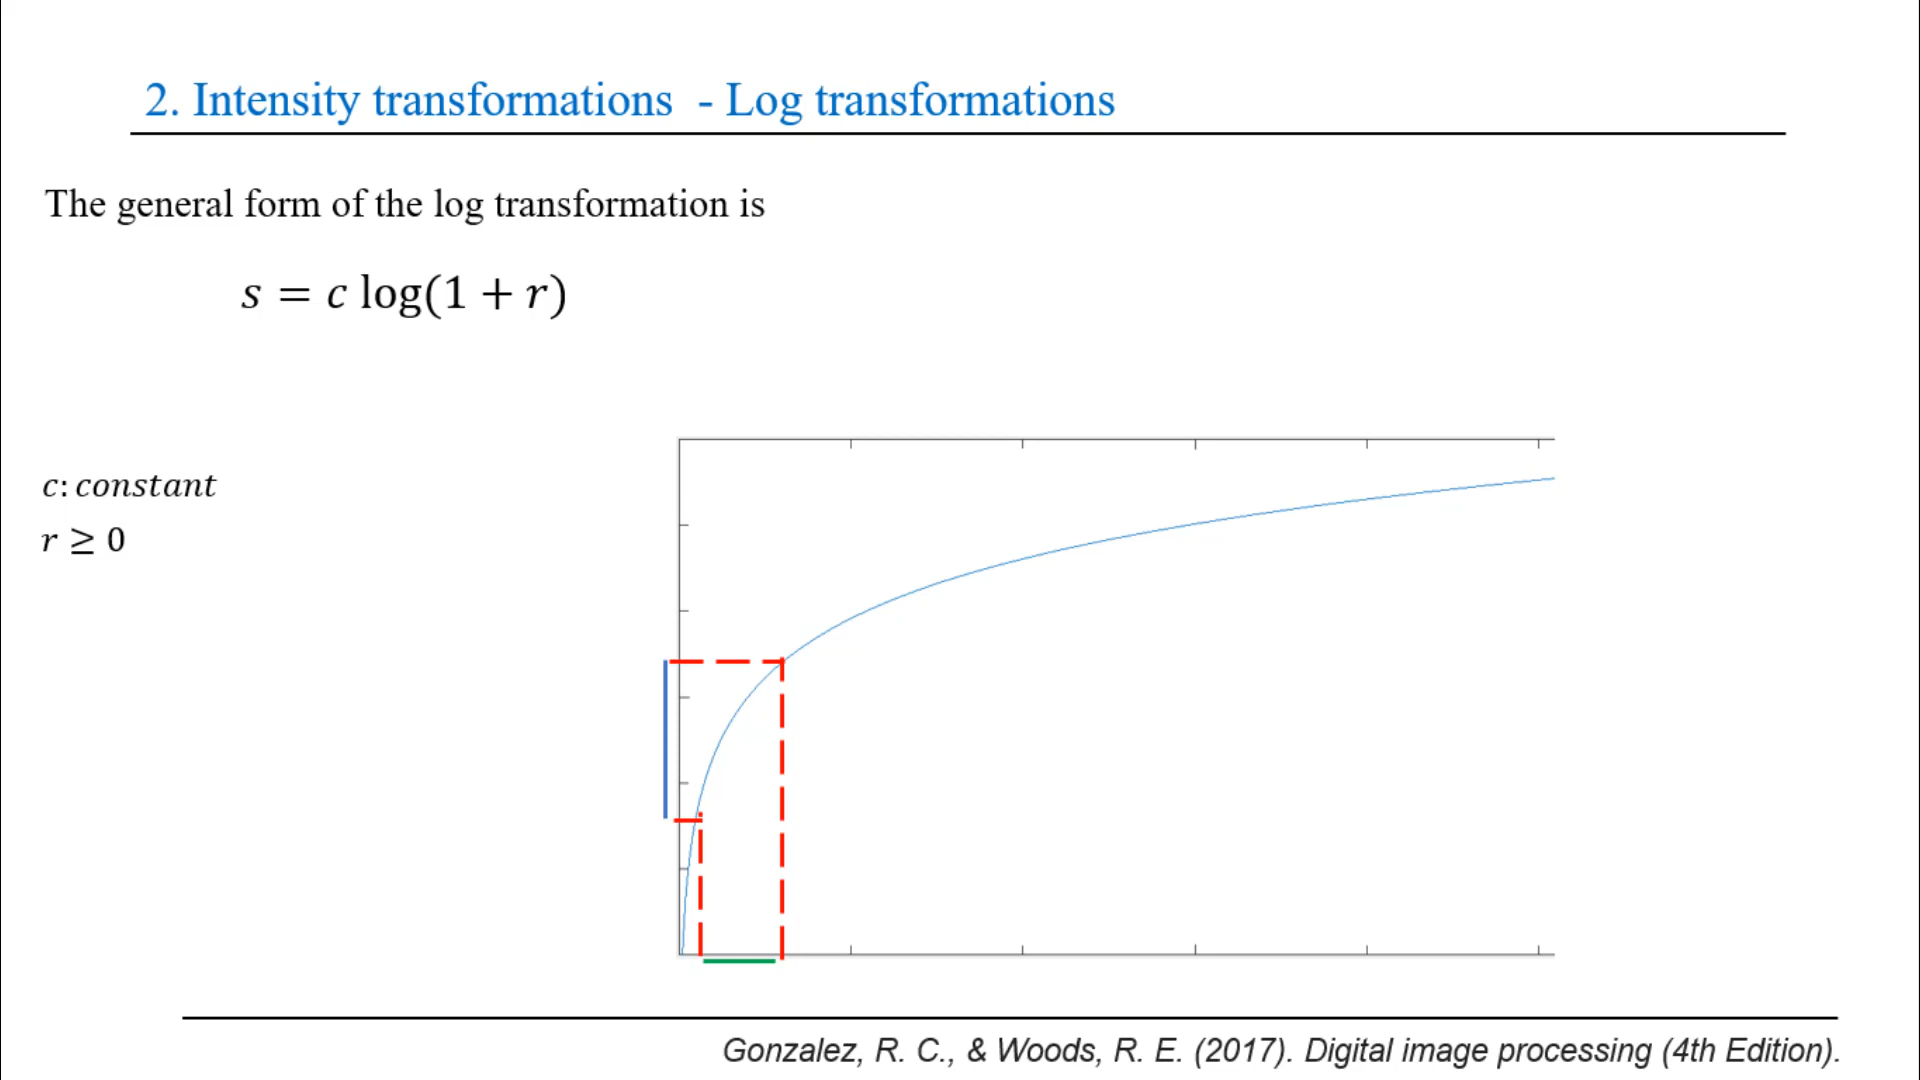 2. Intensity transformations - Log transformations
The general form of the log transformation is
𝑠 = 𝑐 log(1 + 𝑟)
𝑐: 𝑐𝑜𝑛𝑠𝑡𝑎𝑛𝑡
𝑟 ≥ 0
Gonzalez, R. C., & Woods, R. E. (2017). Digital image processing (4th Edition).